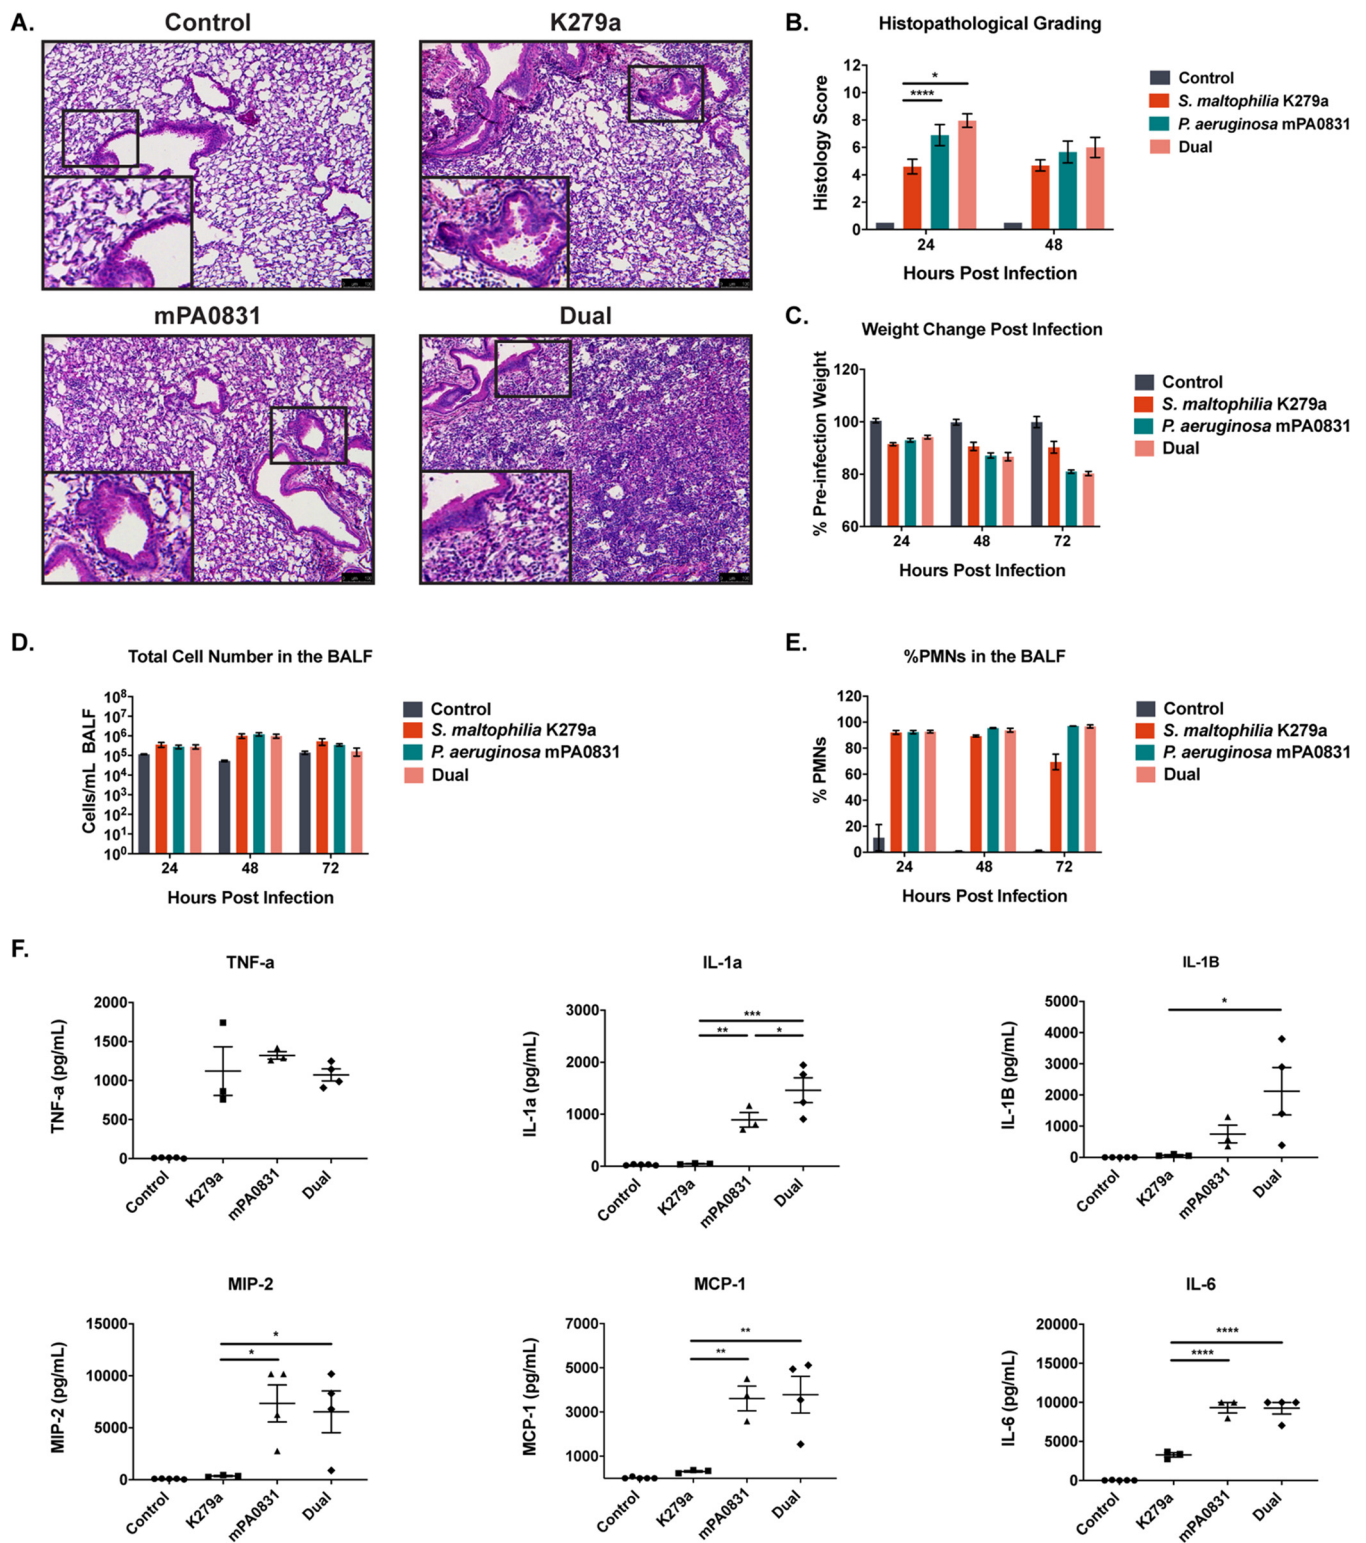 A.
Control
K279a
mPA0831
Dual
B.
Histopathological Grading
Histology Score
12
10
8
6
4
2
0
*
****
24
48
Hours Post Infection
Control
S. maltophilia K279a
P. aeruginosa mPA0831
Dual
C.
Weight Change Post Infection
% Pre-infection Weight
120
100
80
60
24
48
72
Hours Post Infection
Control
S. maltophilia K279a
P. aeruginosa mPA0831
Dual
D.
Total Cell Number in the BALF
Cells/mL BALF
10⁸
10⁷
10⁶
10⁵
10⁴
10³
10²
10¹
10⁰
24
48
72
Hours Post Infection
Control
S. maltophilia K279a
P. aeruginosa mPA0831
Dual
E.
%PMNs in the BALF
% PMNs
120
100
80
60
40
20
0
24
48
72
Hours Post Infection
Control
S. maltophilia K279a
P. aeruginosa mPA0831
Dual
F.
TNF-a
TNF-a (pg/mL)
2000
1500
1000
500
0
Control
K279a
mPA0831
Dual
IL-1a
IL-1a (pg/mL)
3000
2000
1000
0
***
**
*
Control
K279a
mPA0831
Dual
IL-1B
IL-1B (pg/mL)
5000
4000
3000
2000
1000
0
*
Control
K279a
mPA0831
Dual
MIP-2
MIP-2 (pg/mL)
15000
10000
5000
0
*
*
Control
K279a
mPA0831
Dual
MCP-1
MCP-1 (pg/mL)
7000
5000
3000
1000
**
**
Control
K279a
mPA0831
Dual
IL-6
IL-6 (pg/mL)
20000
15000
10000
5000
0
****
****
Control
K279a
mPA0831
Dual